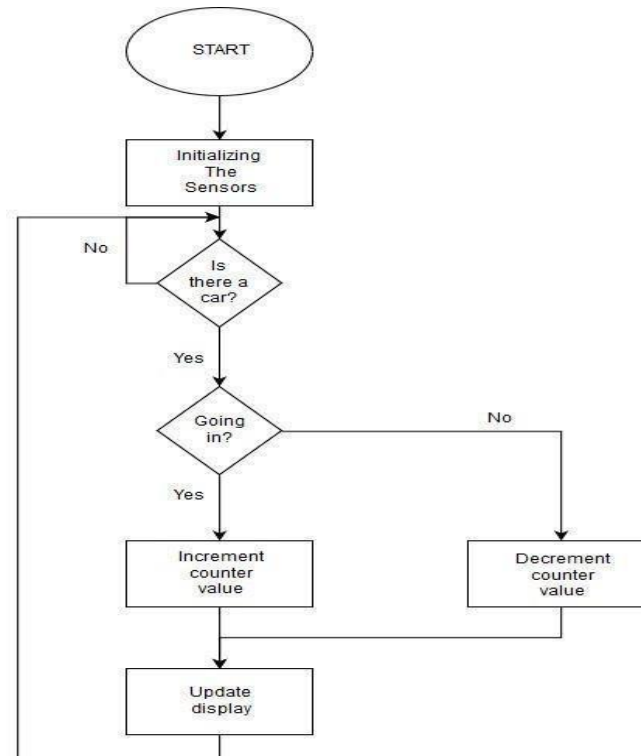 START
Initializing
The
Sensors
No
Is
there a
car?
Yes
Going
in?
No
Yes
Increment
counter
value
Decrement
counter
value
Update
display